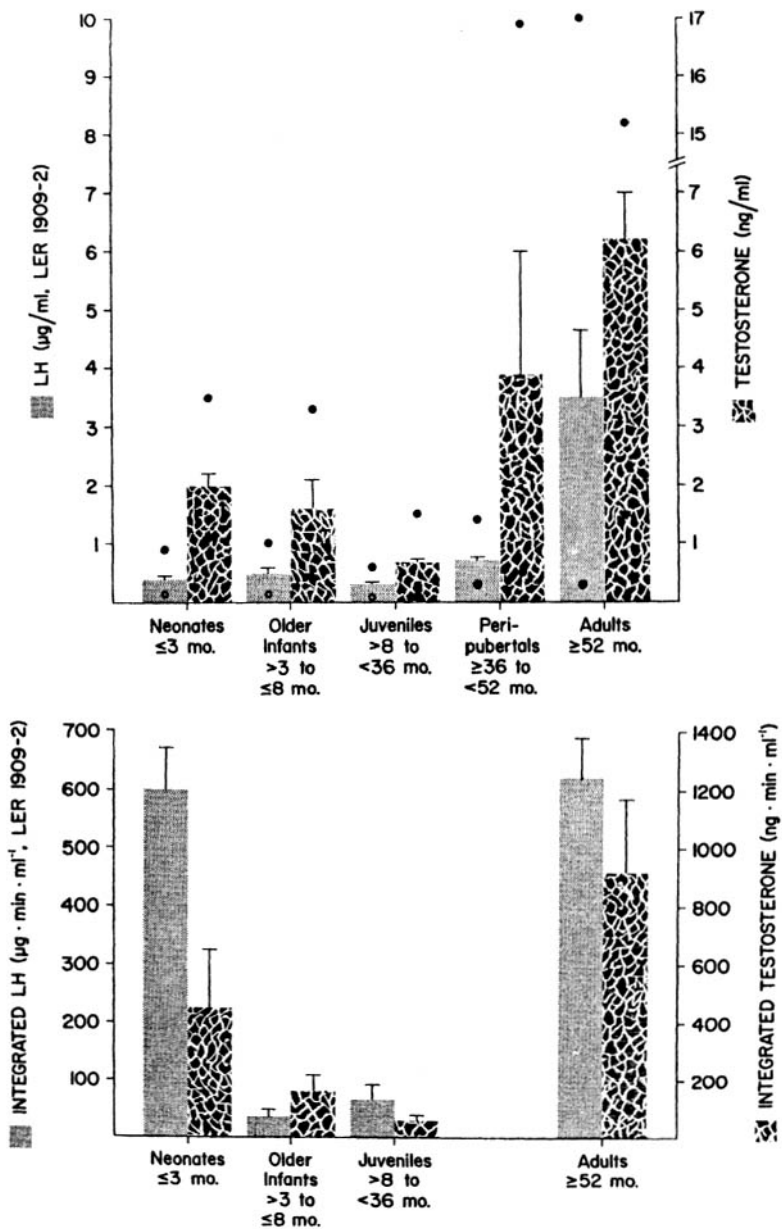 LH (µg/ml, LER 1909-2)
10
9
8
7
6
5
4
3
2
1
17
15
7
6
5
4
3
2
1
TESTOSTERONE (ng/ml)
Neonates
≤3 mo.
Older
Infants
>3 to
≤8 mo.
Juveniles
>8 to
<36 mo.
Peri-
pubertals
≥36 to
<52 mo.
Adults
≥52 mo.
INTEGRATED LH (µg · min · ml⁻¹, LER 1909-2)
700
600
500
400
300
200
100
1400
1200
1000
800
600
400
200
INTEGRATED TESTOSTERONE (ng · min · ml⁻¹)
Neonates
≤3 mo.
Older
Infants
>3 to
≤8 mo.
Juveniles
>8 to
<36 mo.
Adults
≥52 mo.